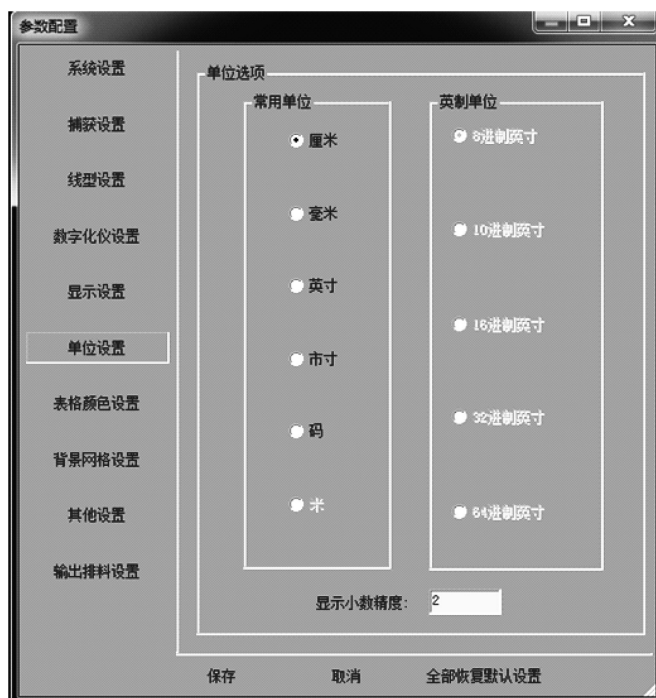 参数配置
系统设置
捕获设置
线型设置
数字化仪设置
显示设置
单位设置
表格颜色设置
背景网格设置
其他设置
输出排料设置
单位选项
常用单位
厘米
毫米
英寸
市寸
码
米
英制单位
8进制英寸
10进制英寸
16进制英寸
32进制英寸
64进制英寸
显示小数精度： 2
保存 取消 全部恢复默认设置